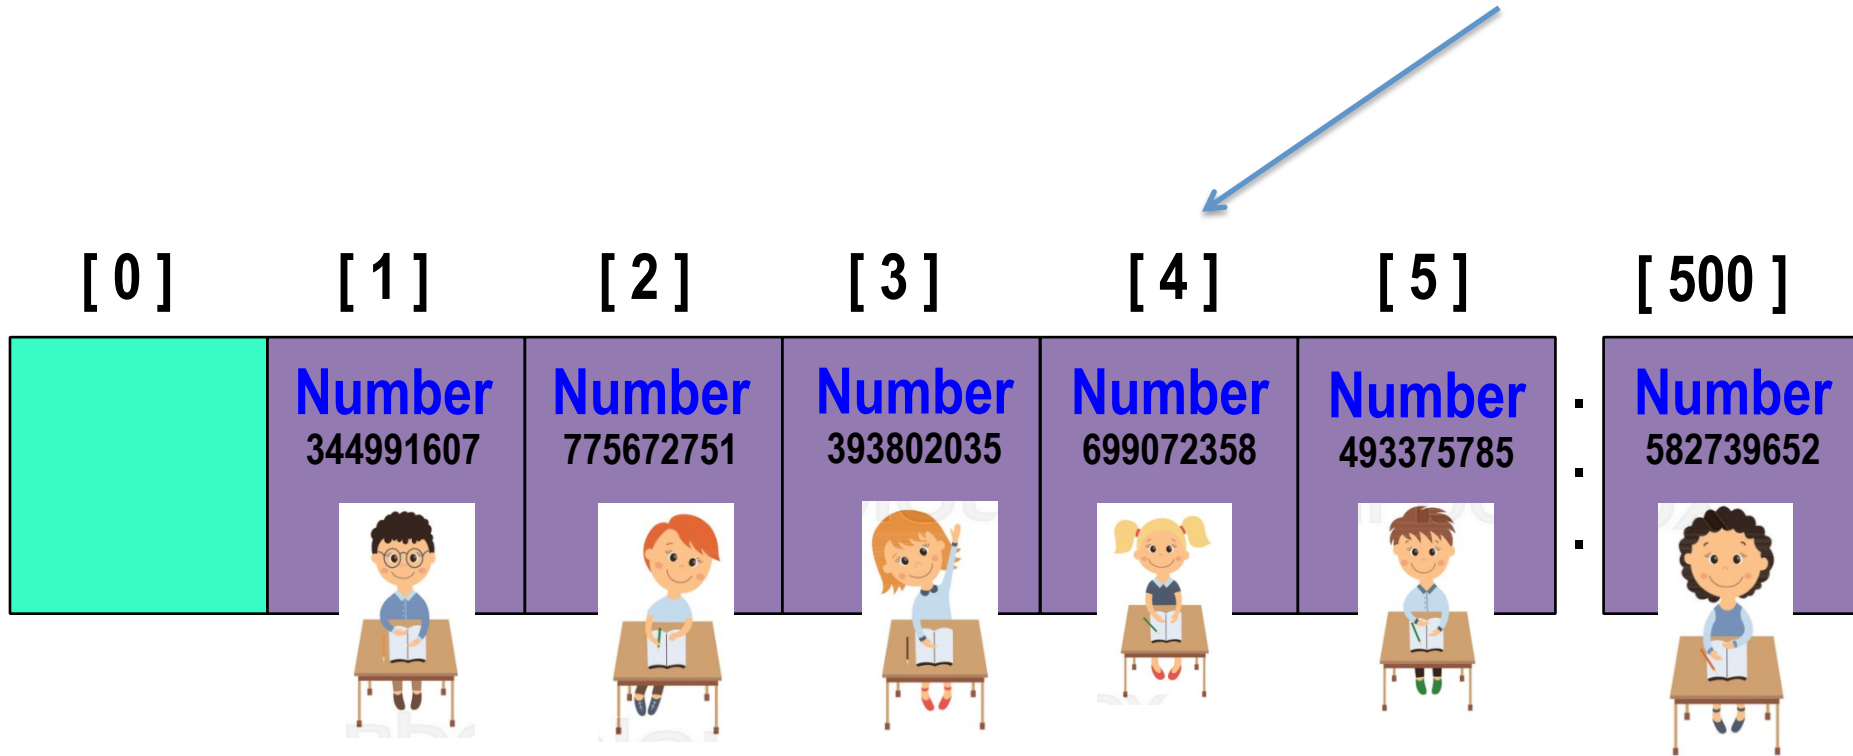 [ 0 ] [ 1 ] [ 2 ] [ 3 ] [ 4 ] [ 5 ] [ 500 ]
Number Number Number Number Number Number
344991607 775672751 393802035 699072358 493375785 582739652